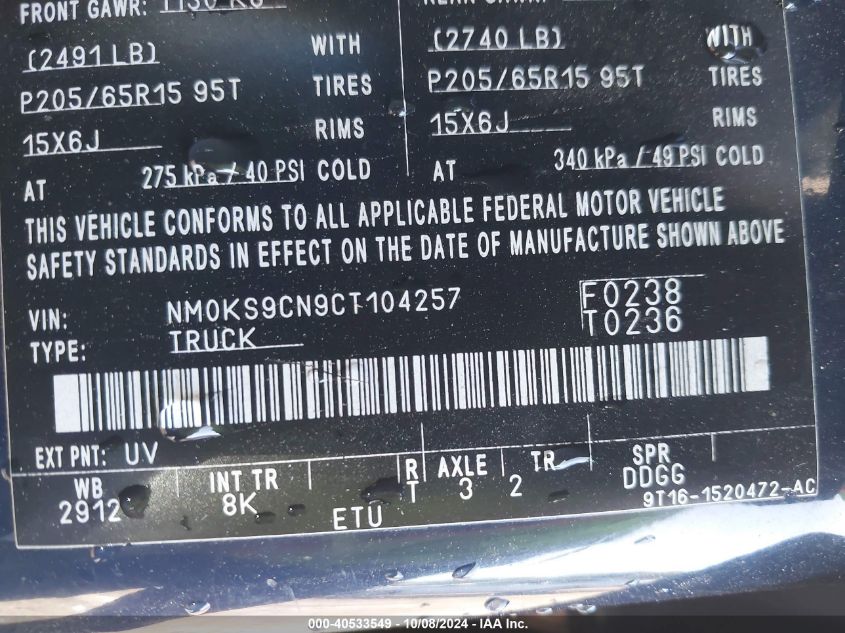 FRONT GAWR: 1130 KG
(2491 LB) WITH (2740 LB) WITH
P205/65R15 95T TIRES P205/65R15 95T TIRES
15X6J RIMS 15X6J RIMS
AT 275 kPa / 40 PSI COLD AT 340 kPa / 49 PSI COLD
THIS VEHICLE CONFORMS TO ALL APPLICABLE FEDERAL MOTOR VEHICLE
SAFETY STANDARDS IN EFFECT ON THE DATE OF MANUFACTURE SHOWN ABOVE
VIN: NM0KS9CN9CT104257 F0238
TYPE: TRUCK T0236
EXT PNT: UV
WB INT TR R AXLE TR SPR
2912 8K T 3 2 DDGG
ETU 9T16-1520472-AC
000-40533549 - 10/08/2024 - IAA Inc.